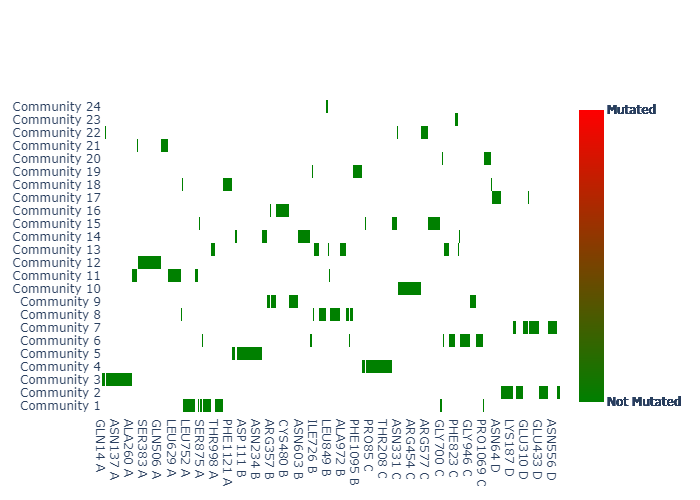 Community 24
Community 23
Community 22
Community 21
Community 20
Community 19
Community 18
Community 17
Community 16
Community 15
Community 14
Community 13
Community 12
Community 11
Community 10
Community 9
Community 8
Community 7
Community 6
Community 5
Community 4
Community 3
Community 2
Community 1
Mutated
Not Mutated
GLN14 A
ASN137 A
ALA260 A
SER383 A
GLN506 A
LEU629 A
LEU752 A
SER875 A
THR998 A
PHE1121 A
ASP111 B
ASN234 B
ARG357 B
CYS480 B
ASN603 B
ILE726 B
LEU849 B
ALA972 B
PHE1095 B
PRO85 C
THR208 C
ASN331 C
ARG454 C
ARG577 C
GLY700 C
PHE823 C
GLY946 C
PRO1069 C
ASN64 D
LYS187 D
GLU310 D
GLU433 D
ASN556 D